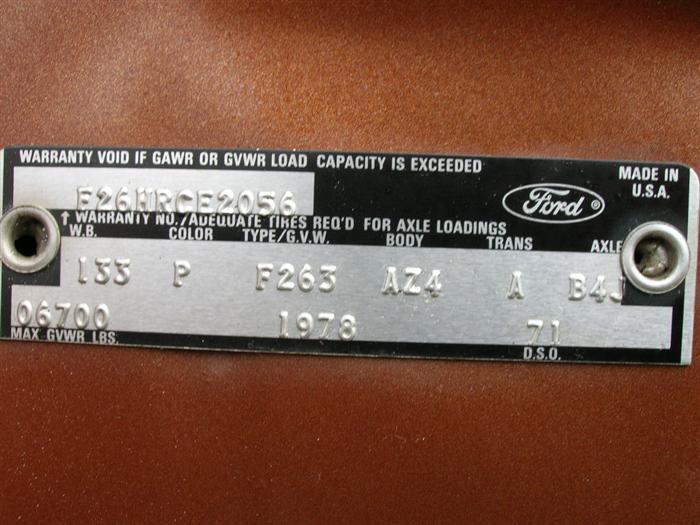 WARRANTY VOID IF GAWR OR GVWR LOAD CAPACITY IS EXCEEDED
MADE IN
U.S.A.
F26HRCE2056
Ford ®
↑ WARRANTY NO./ADEQUATE TIRES REQ'D FOR AXLE LOADINGS
W.B. COLOR TYPE/G.V.W. BODY TRANS AXLE
133 P F263 AZ4 A B4J
06700 1978 71
MAX GVWR LBS. D.S.O.